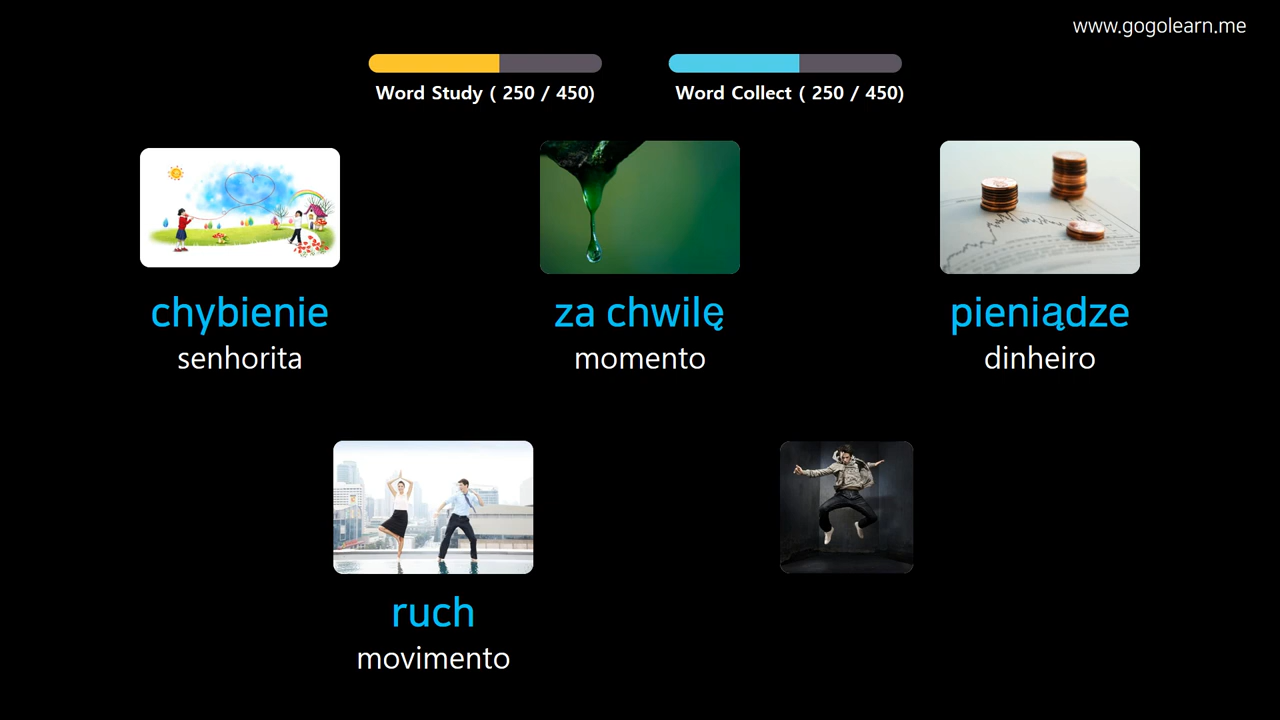 www.gogolearn.me
Word Study ( 250 / 450)
Word Collect ( 250 / 450)
chybienie
senhorita
za chwilę
momento
pieniądze
dinheiro
ruch
movimento